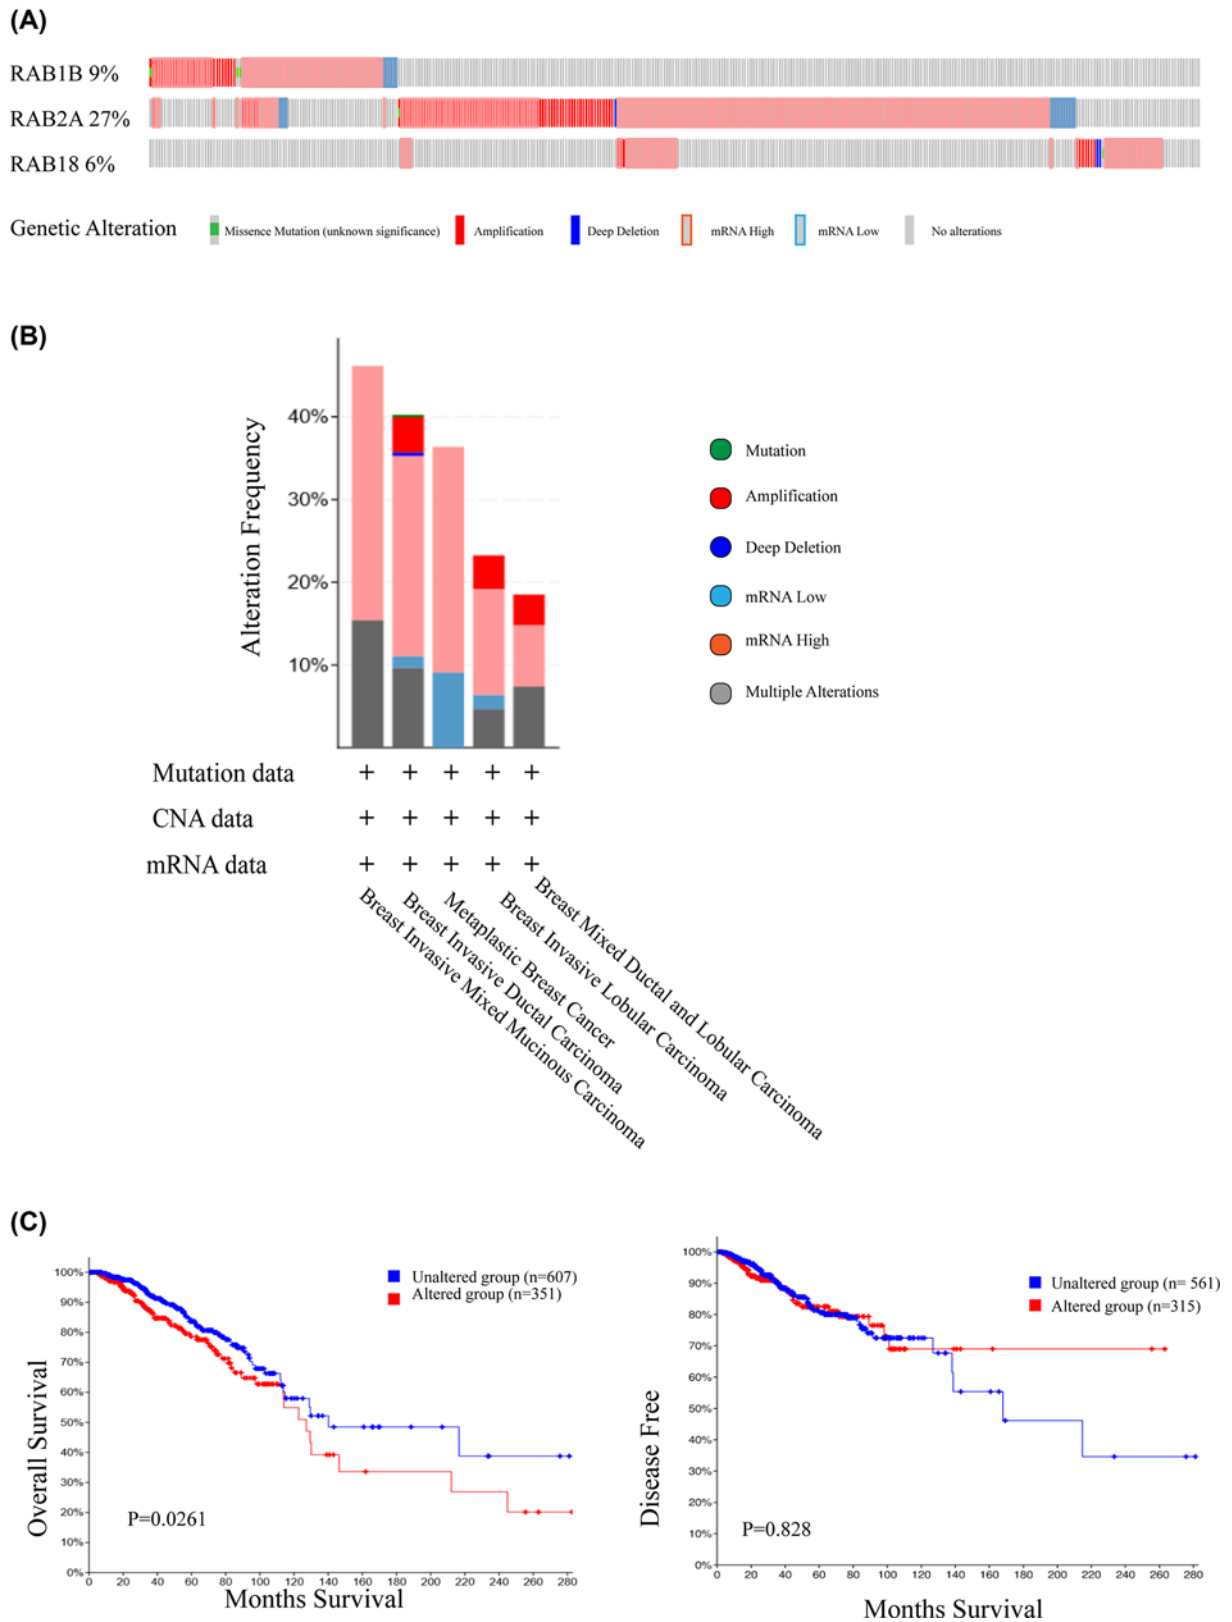 (A)
RAB1B 9%
RAB2A 27%
RAB18 6%
Genetic Alteration
Missence Mutation (unknown significance)
Amplification
Deep Deletion
mRNA High
mRNA Low
No alterations
(B)
Alteration Frequency
40%
30%
20%
10%
Mutation
Amplification
Deep Deletion
mRNA Low
mRNA High
Multiple Alterations
Mutation data + + + + +
CNA data + + + + +
mRNA data + + + + +
Breast Invasive Mixed Mucinous Carcinoma
Breast Invasive Ductal Carcinoma
Metaplastic Breast Cancer
Breast Invasive Lobular Carcinoma
Breast Mixed Ductal and Lobular Carcinoma
(C)
Overall Survival
100%
90%
80%
70%
60%
50%
40%
30%
20%
10%
0%
Unaltered group (n=607)
Altered group (n=351)
P=0.0261
0 20 40 60 80 100 120 140 160 180 200 220 240 260 280
Months Survival
Disease Free
100%
90%
80%
70%
60%
50%
40%
30%
20%
10%
0%
Unaltered group (n= 561)
Altered group (n=315)
P=0.828
0 20 40 60 80 100 120 140 160 180 200 220 240 260 280
Months Survival